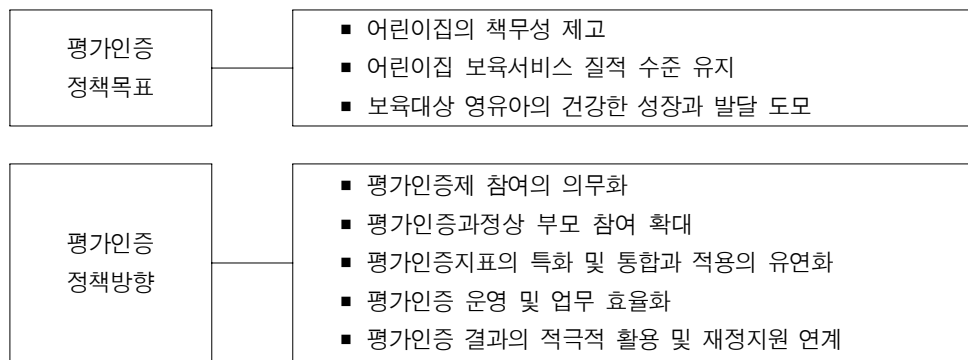 평가인증
정책목표
■ 어린이집의 책무성 제고
■ 어린이집 보육서비스 질적 수준 유지
■ 보육대상 영유아의 건강한 성장과 발달 도모
평가인증
정책방향
■ 평가인증제 참여의 의무화
■ 평가인증과정상 부모 참여 확대
■ 평가인증지표의 특화 및 통합과 적용의 유연화
■ 평가인증 운영 및 업무 효율화
■ 평가인증 결과의 적극적 활용 및 재정지원 연계